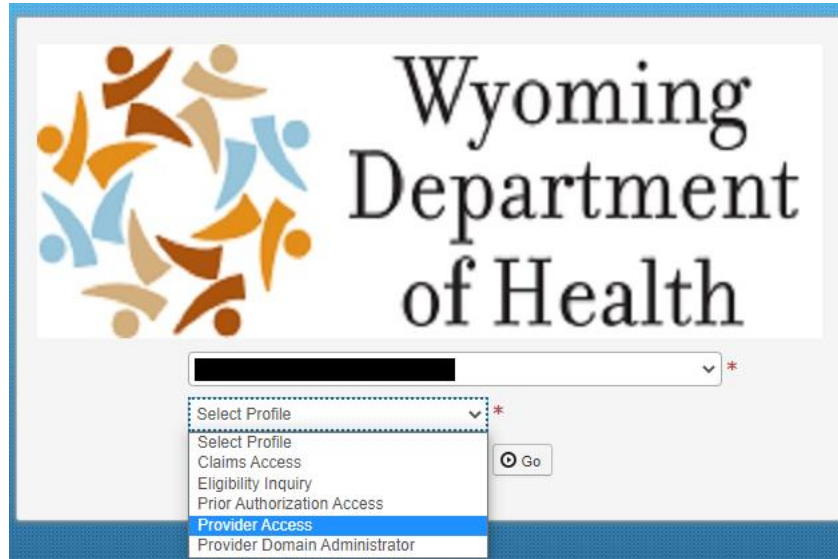 Wyoming
Department
of Health
*
Select Profile *
Select Profile
Claims Access
Go
Eligibility Inquiry
Prior Authorization Access
Provider Access
Provider Domain Administrator